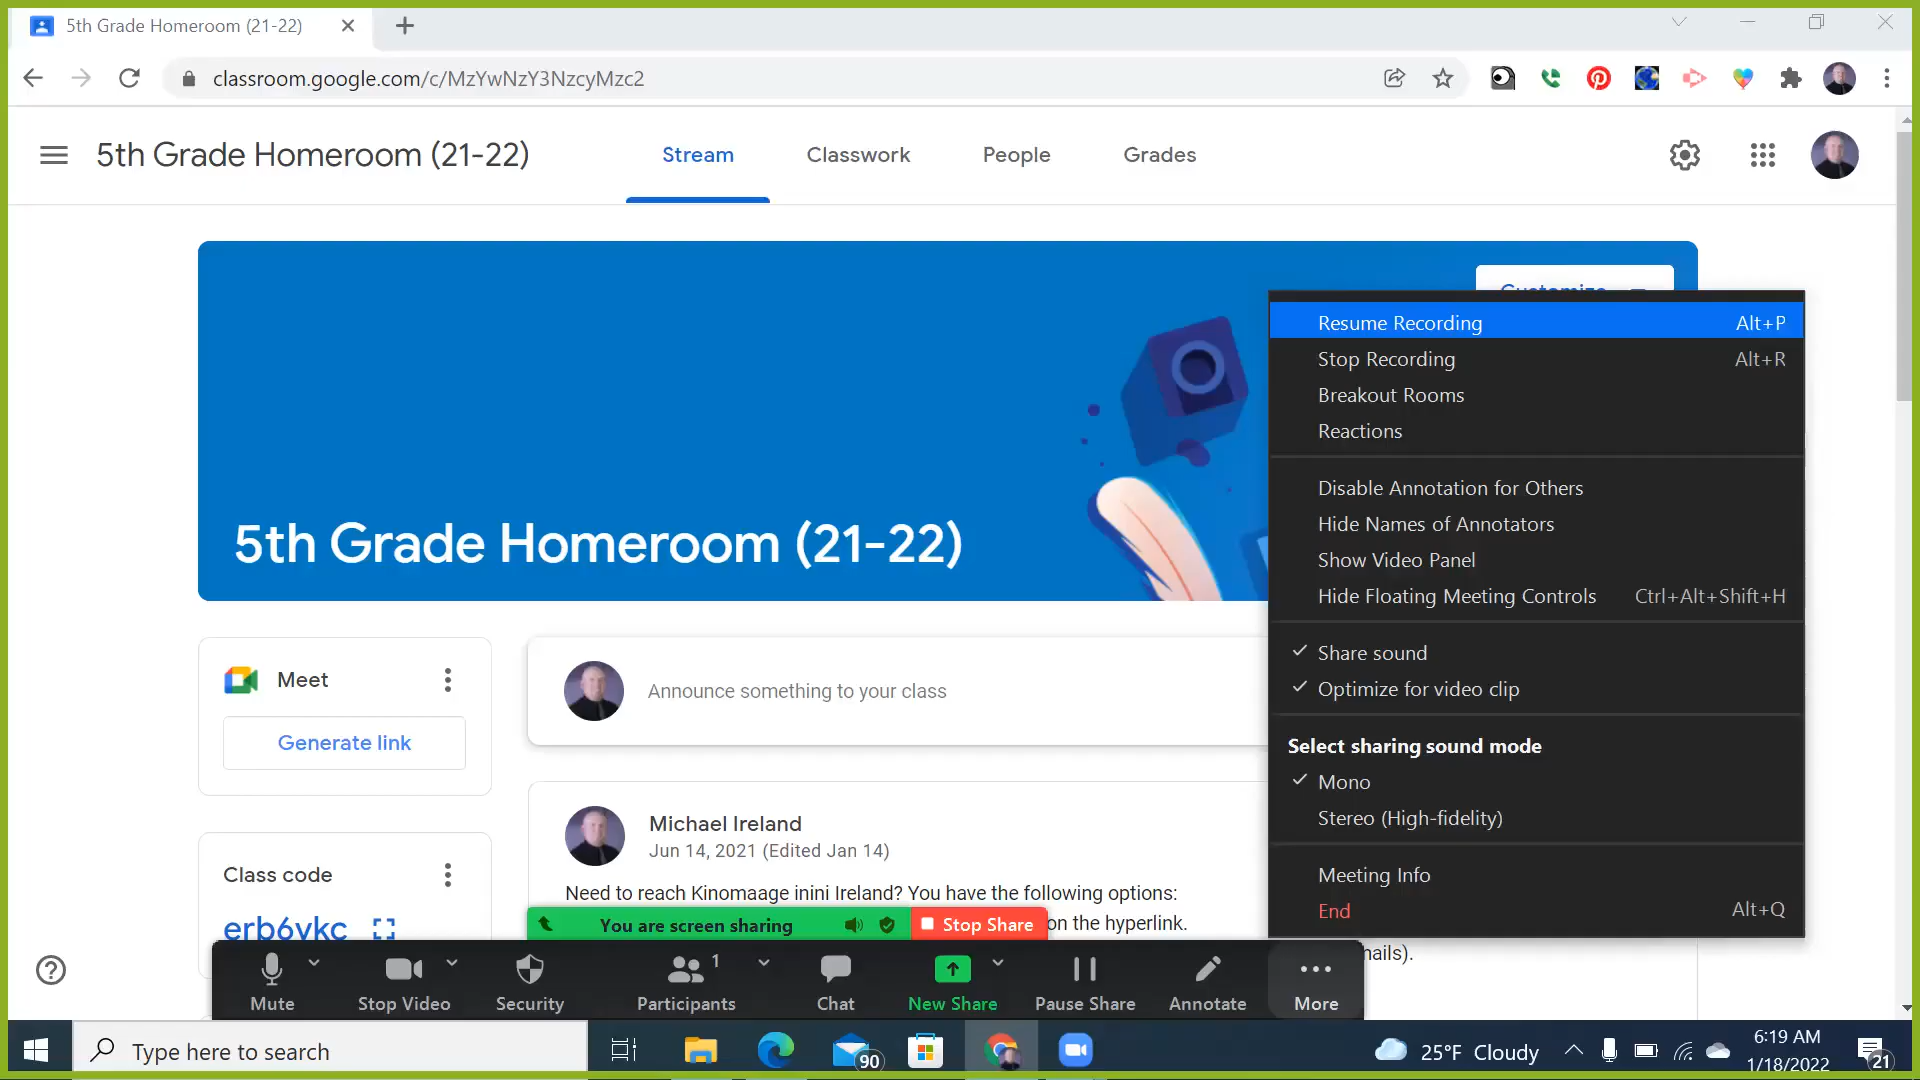 5th Grade Homeroom (21-22)
classroom.google.com/c/MzYwNzY3NzcyMzc2
5th Grade Homeroom (21-22)
Stream
Classwork
People
Grades
Customize
5th Grade Homeroom (21-22)
Resume Recording Alt+P
Stop Recording Alt+R
Breakout Rooms
Reactions
Disable Annotation for Others
Hide Names of Annotators
Show Video Panel
Hide Floating Meeting Controls Ctrl+Alt+Shift+H
Share sound
Optimize for video clip
Select sharing sound mode
Mono
Stereo (High-fidelity)
Meeting Info
End Alt+Q
Meet
Generate link
Class code
erb6vkc
Announce something to your class
Michael Ireland
Jun 14, 2021 (Edited Jan 14)
Need to reach Kinomaage inini Ireland? You have the following options:
on the hyperlink.
You are screen sharing
Stop Share
Mute
Stop Video
Security
Participants 1
Chat
New Share
Pause Share
Annotate
More
Type here to search
90
25°F Cloudy
6:19 AM
1/18/2022
21